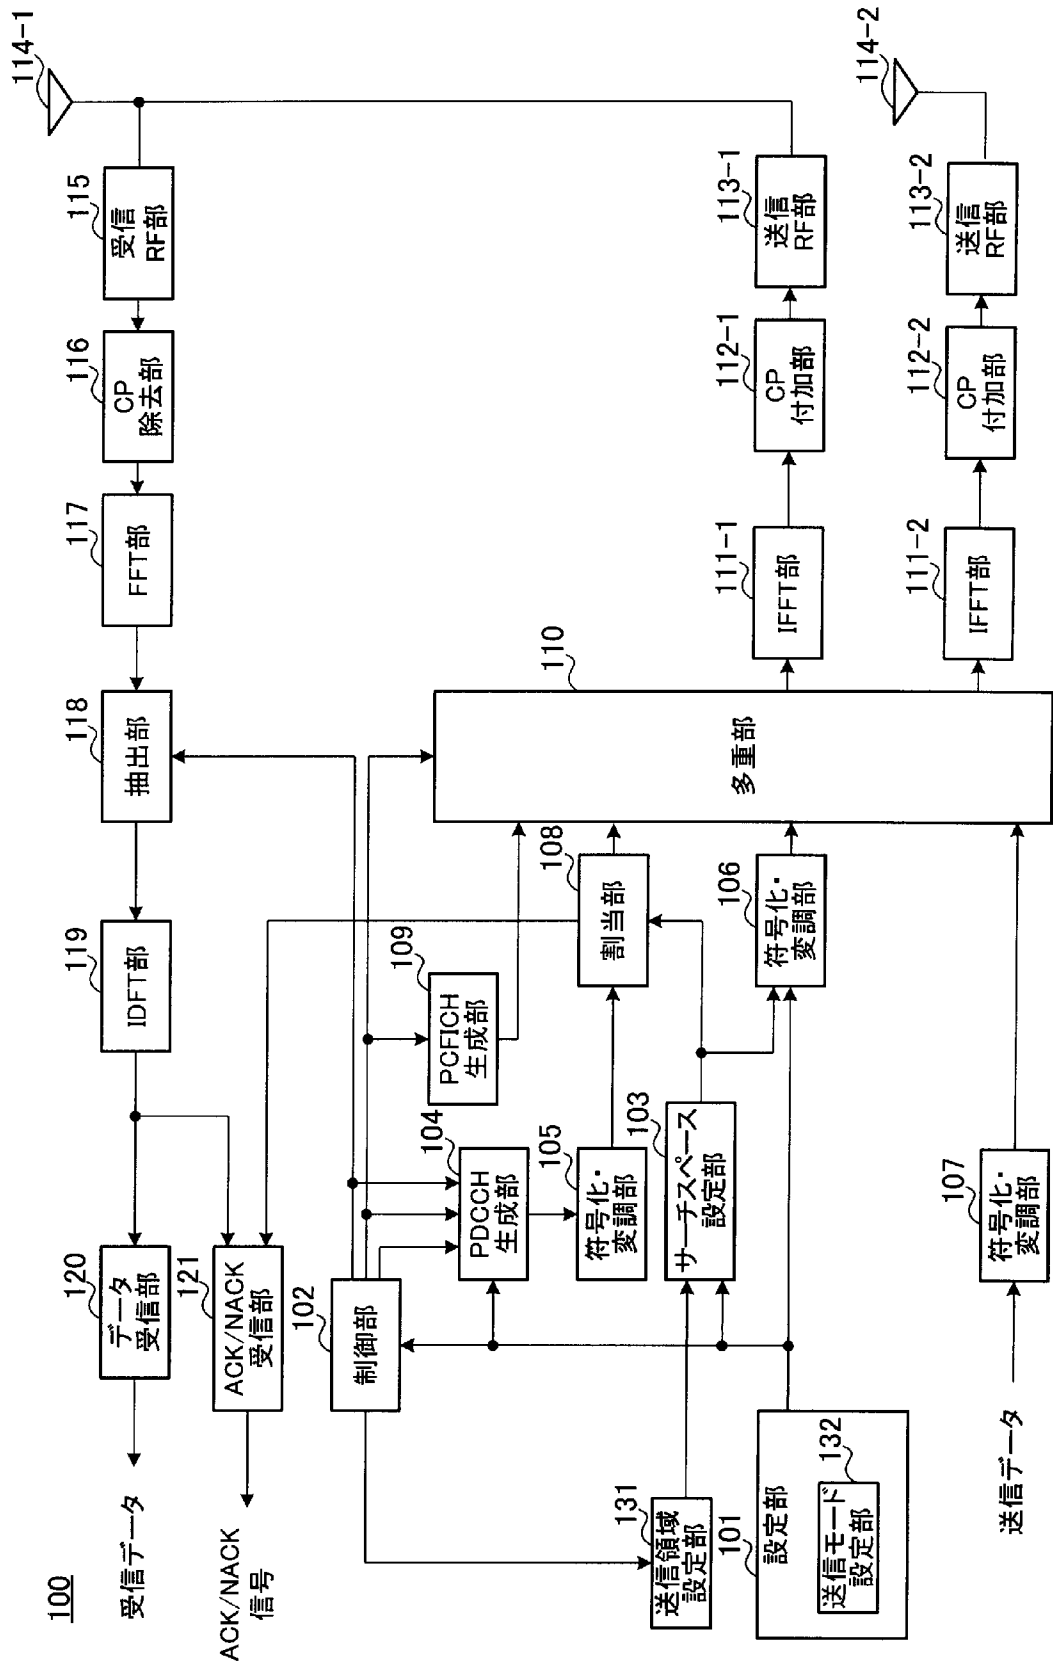 100
受信データ
ACK/NACK
信号
120
データ
受信部
121
ACK/NACK
受信部
119
IDFT部
118
抽出部
117
FFT部
116
CP
除去部
115
受信
RF部
114-1
102
制御部
104
PDCCH
生成部
109
PCFICH
生成部
105
符号化・
変調部
108
割当部
110
多重部
131
送信領域
設定部
103
サーチスペース
設定部
101
設定部
132
送信モード
設定部
106
符号化・
変調部
111-1
IFFT部
112-1
CP
付加部
113-1
送信
RF部
送信データ
107
符号化・
変調部
111-2
IFFT部
112-2
CP
付加部
113-2
送信
RF部
114-2